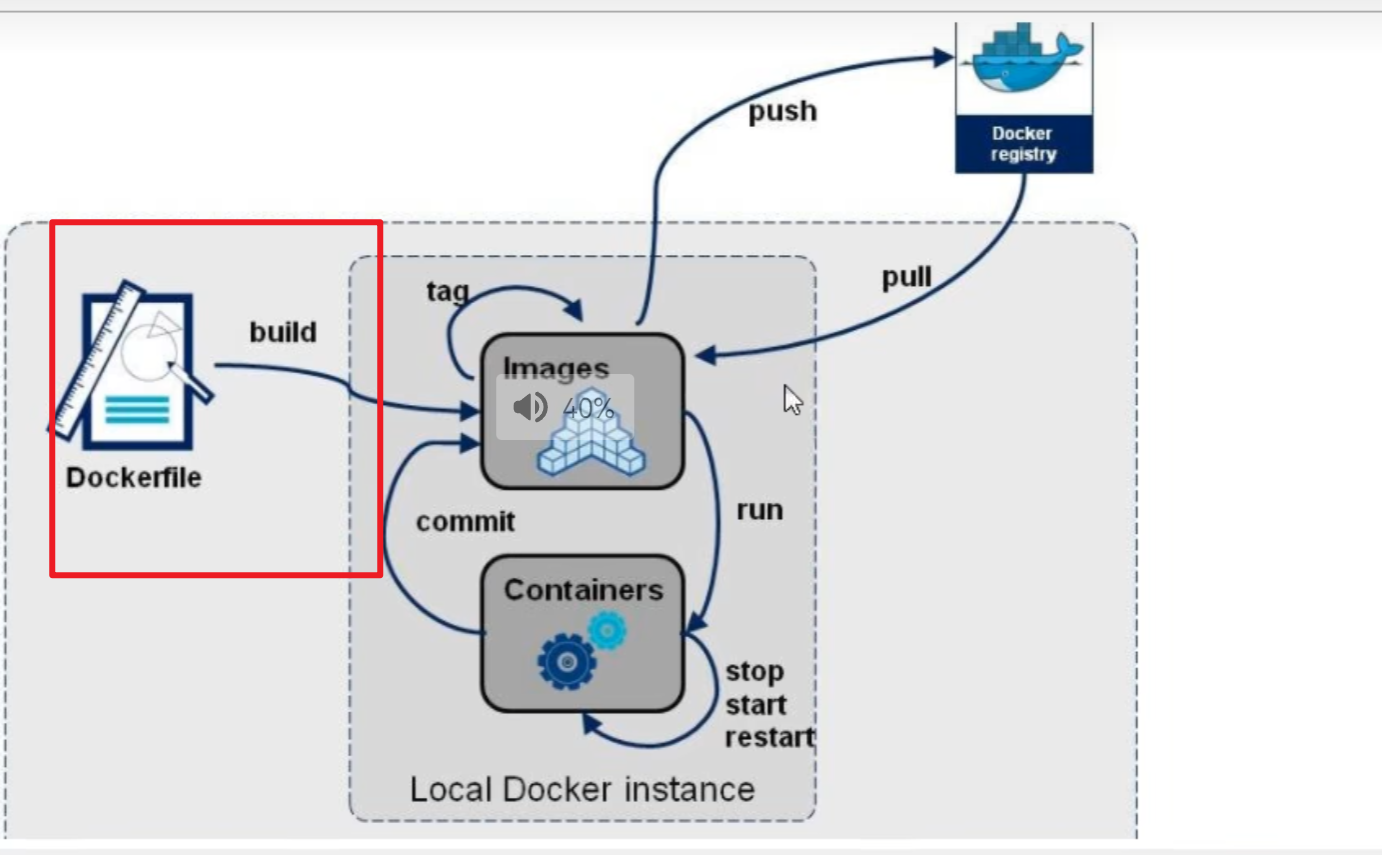 push
Docker
registry
pull
tag
build
Images
40%
Dockerfile
commit
run
Containers
stop
start
restart
Local Docker instance